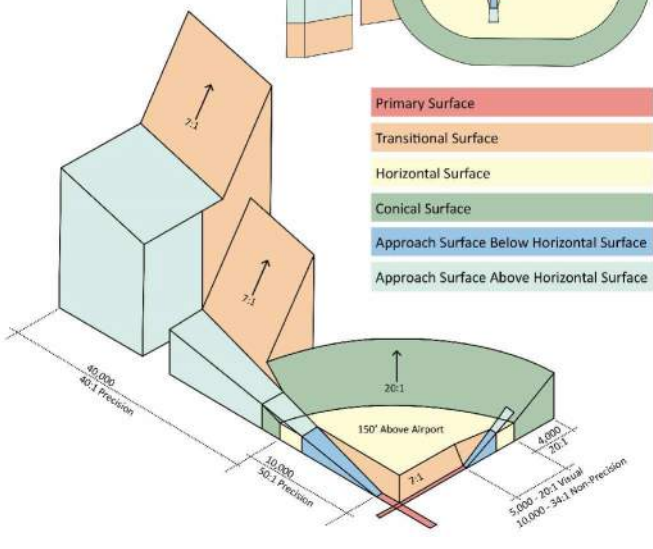 Primary Surface
Transitional Surface
Horizontal Surface
Conical Surface
Approach Surface Below Horizontal Surface
Approach Surface Above Horizontal Surface
7:1
7:1
20:1
150' Above Airport
7:1
40,000
40:1 Precision
10,000
50:1 Precision
4,000
20:1
5,000 - 20:1 Visual
10,000 - 34:1 Non-Precision